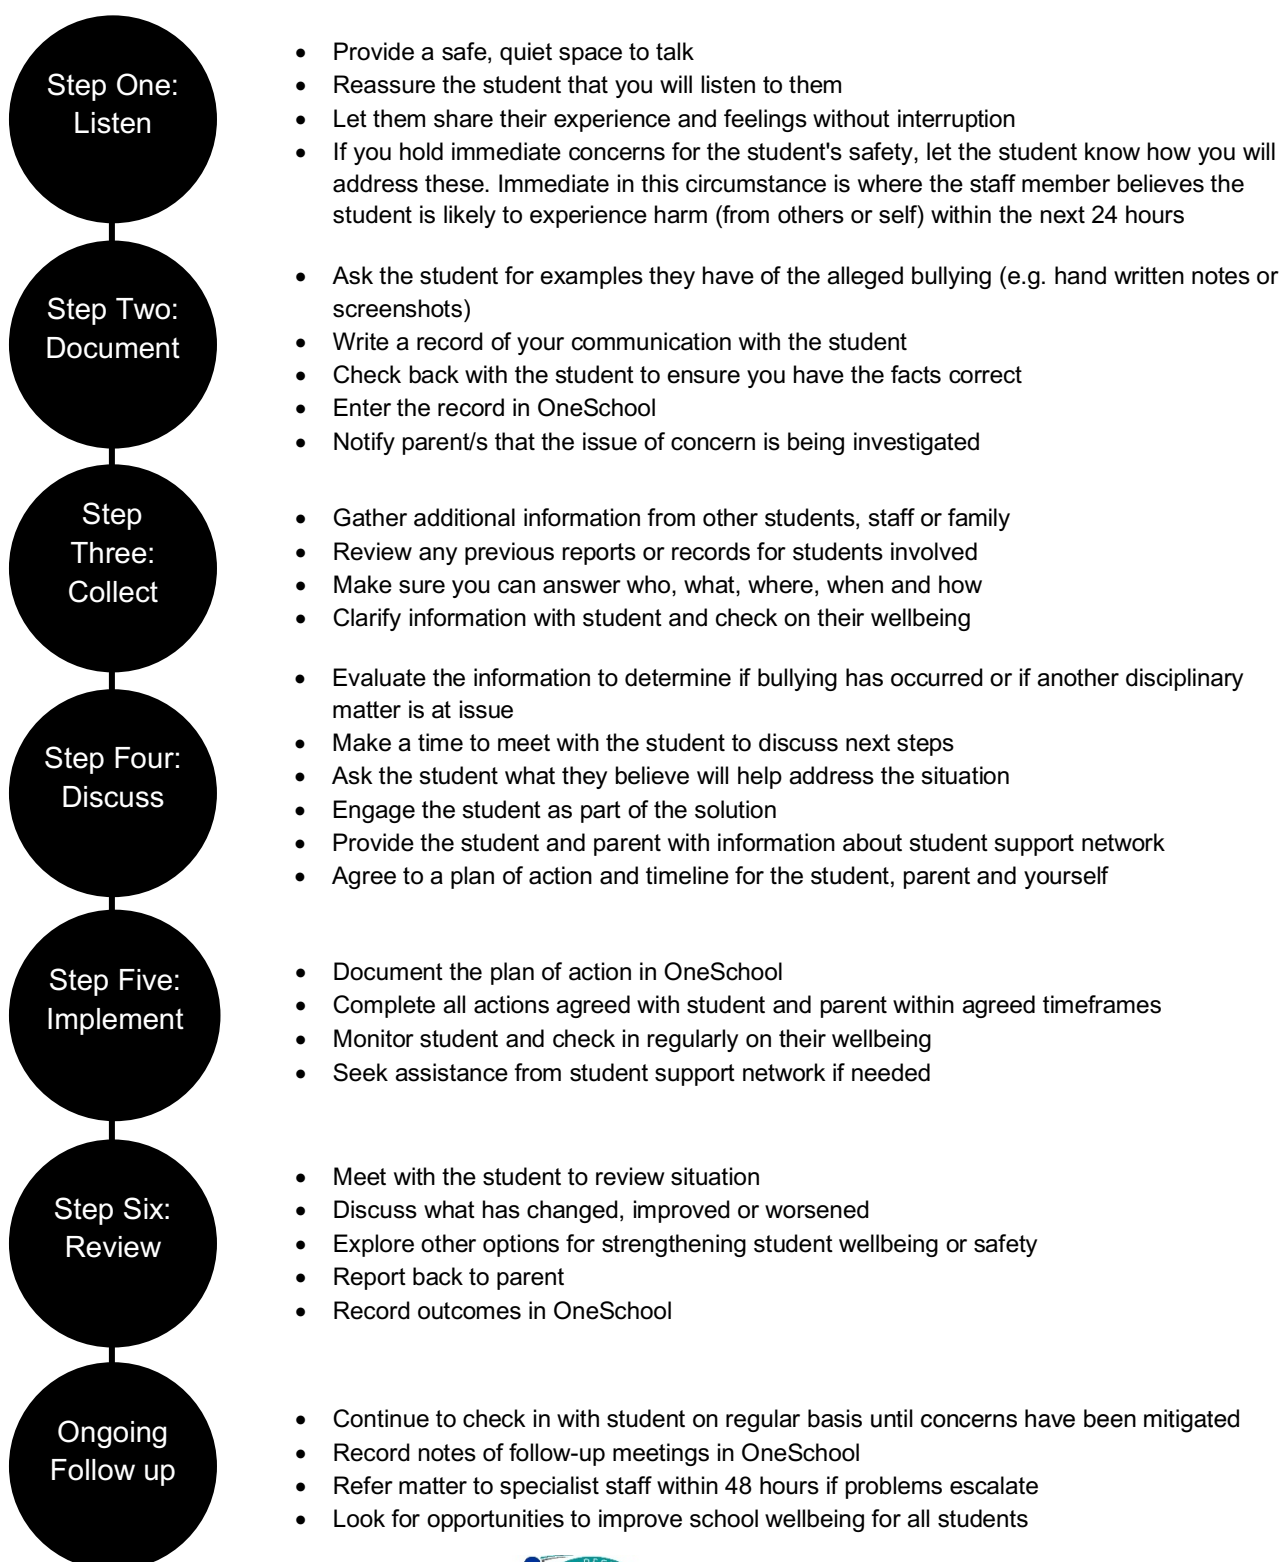 Step One:
Listen
• Provide a safe, quiet space to talk
• Reassure the student that you will listen to them
• Let them share their experience and feelings without interruption
• If you hold immediate concerns for the student's safety, let the student know how you will
address these. Immediate in this circumstance is where the staff member believes the
student is likely to experience harm (from others or self) within the next 24 hours
Step Two:
Document
• Ask the student for examples they have of the alleged bullying (e.g. hand written notes or
screenshots)
• Write a record of your communication with the student
• Check back with the student to ensure you have the facts correct
• Enter the record in OneSchool
• Notify parent/s that the issue of concern is being investigated
Step
Three:
Collect
• Gather additional information from other students, staff or family
• Review any previous reports or records for students involved
• Make sure you can answer who, what, where, when and how
• Clarify information with student and check on their wellbeing
Step Four:
Discuss
• Evaluate the information to determine if bullying has occurred or if another disciplinary
matter is at issue
• Make a time to meet with the student to discuss next steps
• Ask the student what they believe will help address the situation
• Engage the student as part of the solution
• Provide the student and parent with information about student support network
• Agree to a plan of action and timeline for the student, parent and yourself
Step Five:
Implement
• Document the plan of action in OneSchool
• Complete all actions agreed with student and parent within agreed timeframes
• Monitor student and check in regularly on their wellbeing
• Seek assistance from student support network if needed
Step Six:
Review
• Meet with the student to review situation
• Discuss what has changed, improved or worsened
• Explore other options for strengthening student wellbeing or safety
• Report back to parent
• Record outcomes in OneSchool
Ongoing
Follow up
• Continue to check in with student on regular basis until concerns have been mitigated
• Record notes of follow-up meetings in OneSchool
• Refer matter to specialist staff within 48 hours if problems escalate
• Look for opportunities to improve school wellbeing for all students